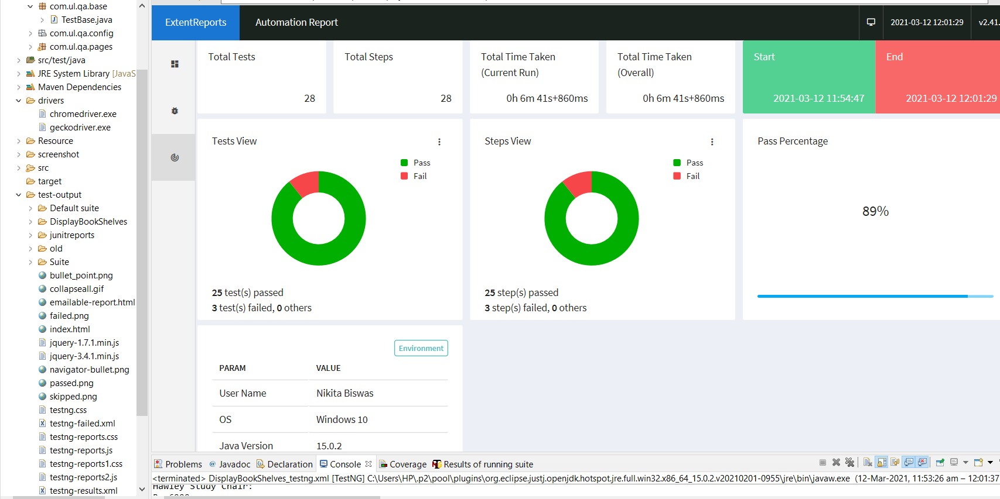 com.ul.qa.base
TestBase.java
com.ul.qa.config
com.ul.qa.pages
src/test/java
JRE System Library [JavaS
Maven Dependencies
drivers
chromedriver.exe
geckodriver.exe
Resource
screenshot
src
target
test-output
Default suite
DisplayBookShelves
junitreports
old
Suite
bullet_point.png
collapseall.gif
emailable-report.html
failed.png
index.html
jquery-1.7.1.min.js
jquery-3.4.1.min.js
navigator-bullet.png
passed.png
skipped.png
testng.css
testng-failed.xml
testng-reports.css
testng-reports.js
testng-reports1.css
testng-reports2.js
testng-results.xml
ExtentReports
Automation Report
2021-03-12 12:01:29
v2.41.
Total Tests
28
Total Steps
28
Total Time Taken
(Current Run)
0h 6m 41s+860ms
Total Time Taken
(Overall)
0h 6m 41s+860ms
Start
2021-03-12 11:54:47
End
2021-03-12 12:01:29
Tests View
Pass
Fail
25 test(s) passed
3 test(s) failed, 0 others
Steps View
Pass
Fail
25 step(s) passed
3 step(s) failed, 0 others
Pass Percentage
89%
Environment
PARAM VALUE
User Name Nikita Biswas
OS Windows 10
Java Version 15.0.2
Problems @ Javadoc Declaration Console Coverage Results of running suite
<terminated> DisplayBookShelves_testng.xml [TestNG] C:\Users\HP\.p2\pool\plugins\org.eclipse.justj.openjdk.hotspot.jre.full.win32.x86_64_15.0.2.v20210201-0955\jre\bin\javaw.exe (12-Mar-2021, 11:53:26 am – 12:01:37
Hawley Study Chair: